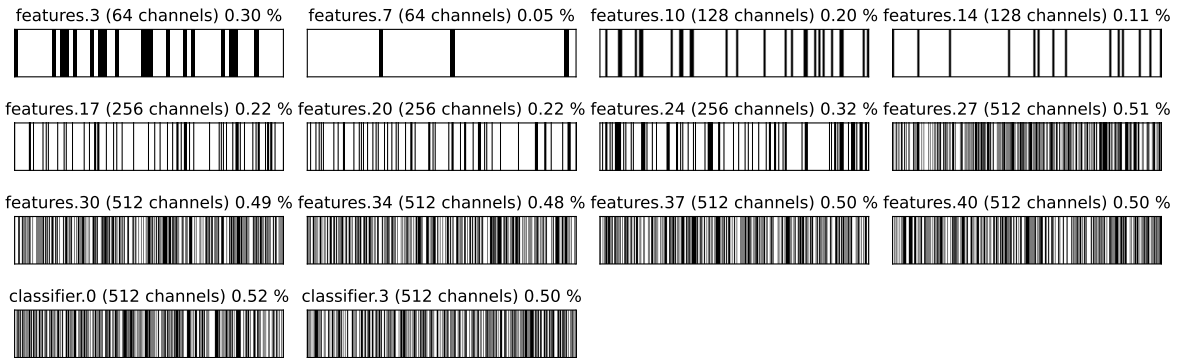 features.3 (64 channels) 0.30 %
features.7 (64 channels) 0.05 %
features.10 (128 channels) 0.20 %
features.14 (128 channels) 0.11 %
features.17 (256 channels) 0.22 %
features.20 (256 channels) 0.22 %
features.24 (256 channels) 0.32 %
features.27 (512 channels) 0.51 %
features.30 (512 channels) 0.49 %
features.34 (512 channels) 0.48 %
features.37 (512 channels) 0.50 %
features.40 (512 channels) 0.50 %
classifier.0 (512 channels) 0.52 %
classifier.3 (512 channels) 0.50 %